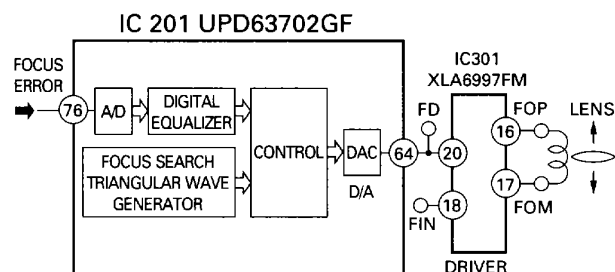 IC 201 UPD63702GF
FOCUS
ERROR
76
A/D
DIGITAL
EQUALIZER
FOCUS SEARCH
TRIANGULAR WAVE
GENERATOR
CONTROL
DAC
D/A
64
FD
IC301
XLA6997FM
20
18
FIN
16
17
FOP
FOM
LENS
DRIVER